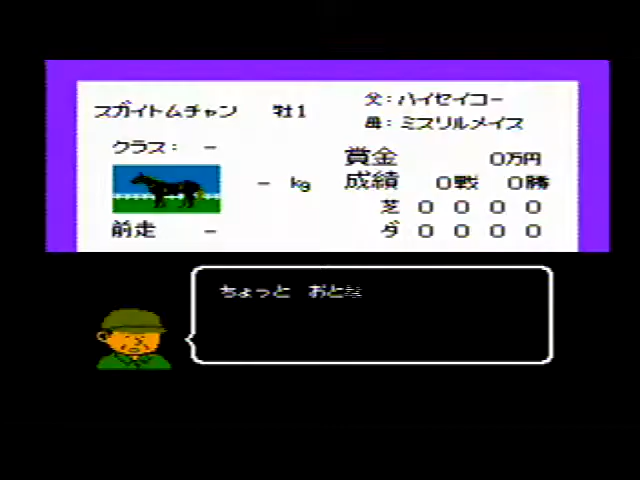 スガイトムチャン 牡1
父：ハイセイコー
母：ミスリルメイズ
クラス： －
賞金 0万円
－ kg 成績 0戦 0勝
芝 0 0 0 0
前走 － ダ 0 0 0 0
ちょっと おとな